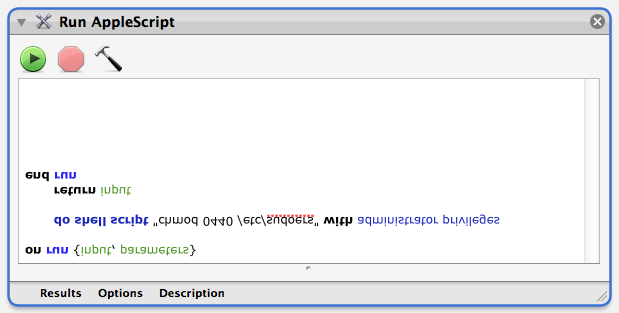 Run AppleScript
on run {input, parameters}
do shell script "chmod 0440 /etc/sudoers" with administrator privileges
return input
end run
Results Options Description